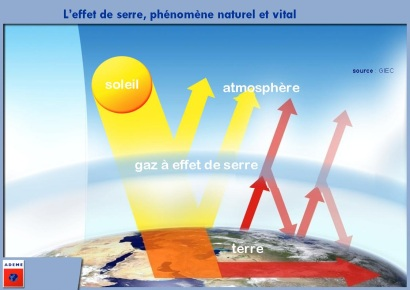 L'effet de serre, phénomène naturel et vital
source : GIEC
soleil
atmosphère
gaz à effet de serre
terre
ADEME